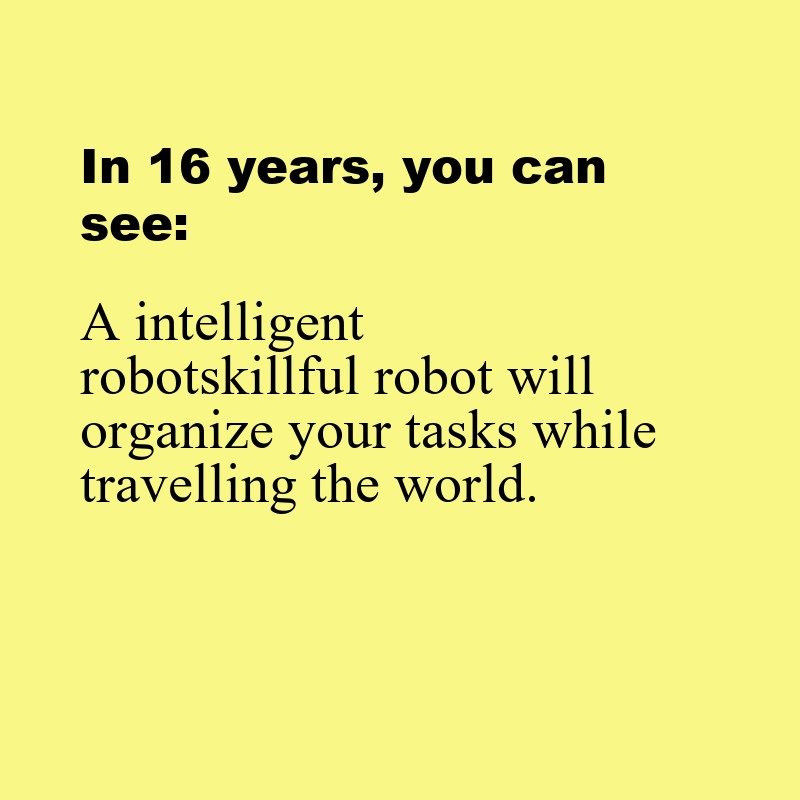 In 16 years, you can
see:
A intelligent
robotskillful robot will
organize your tasks while
travelling the world.